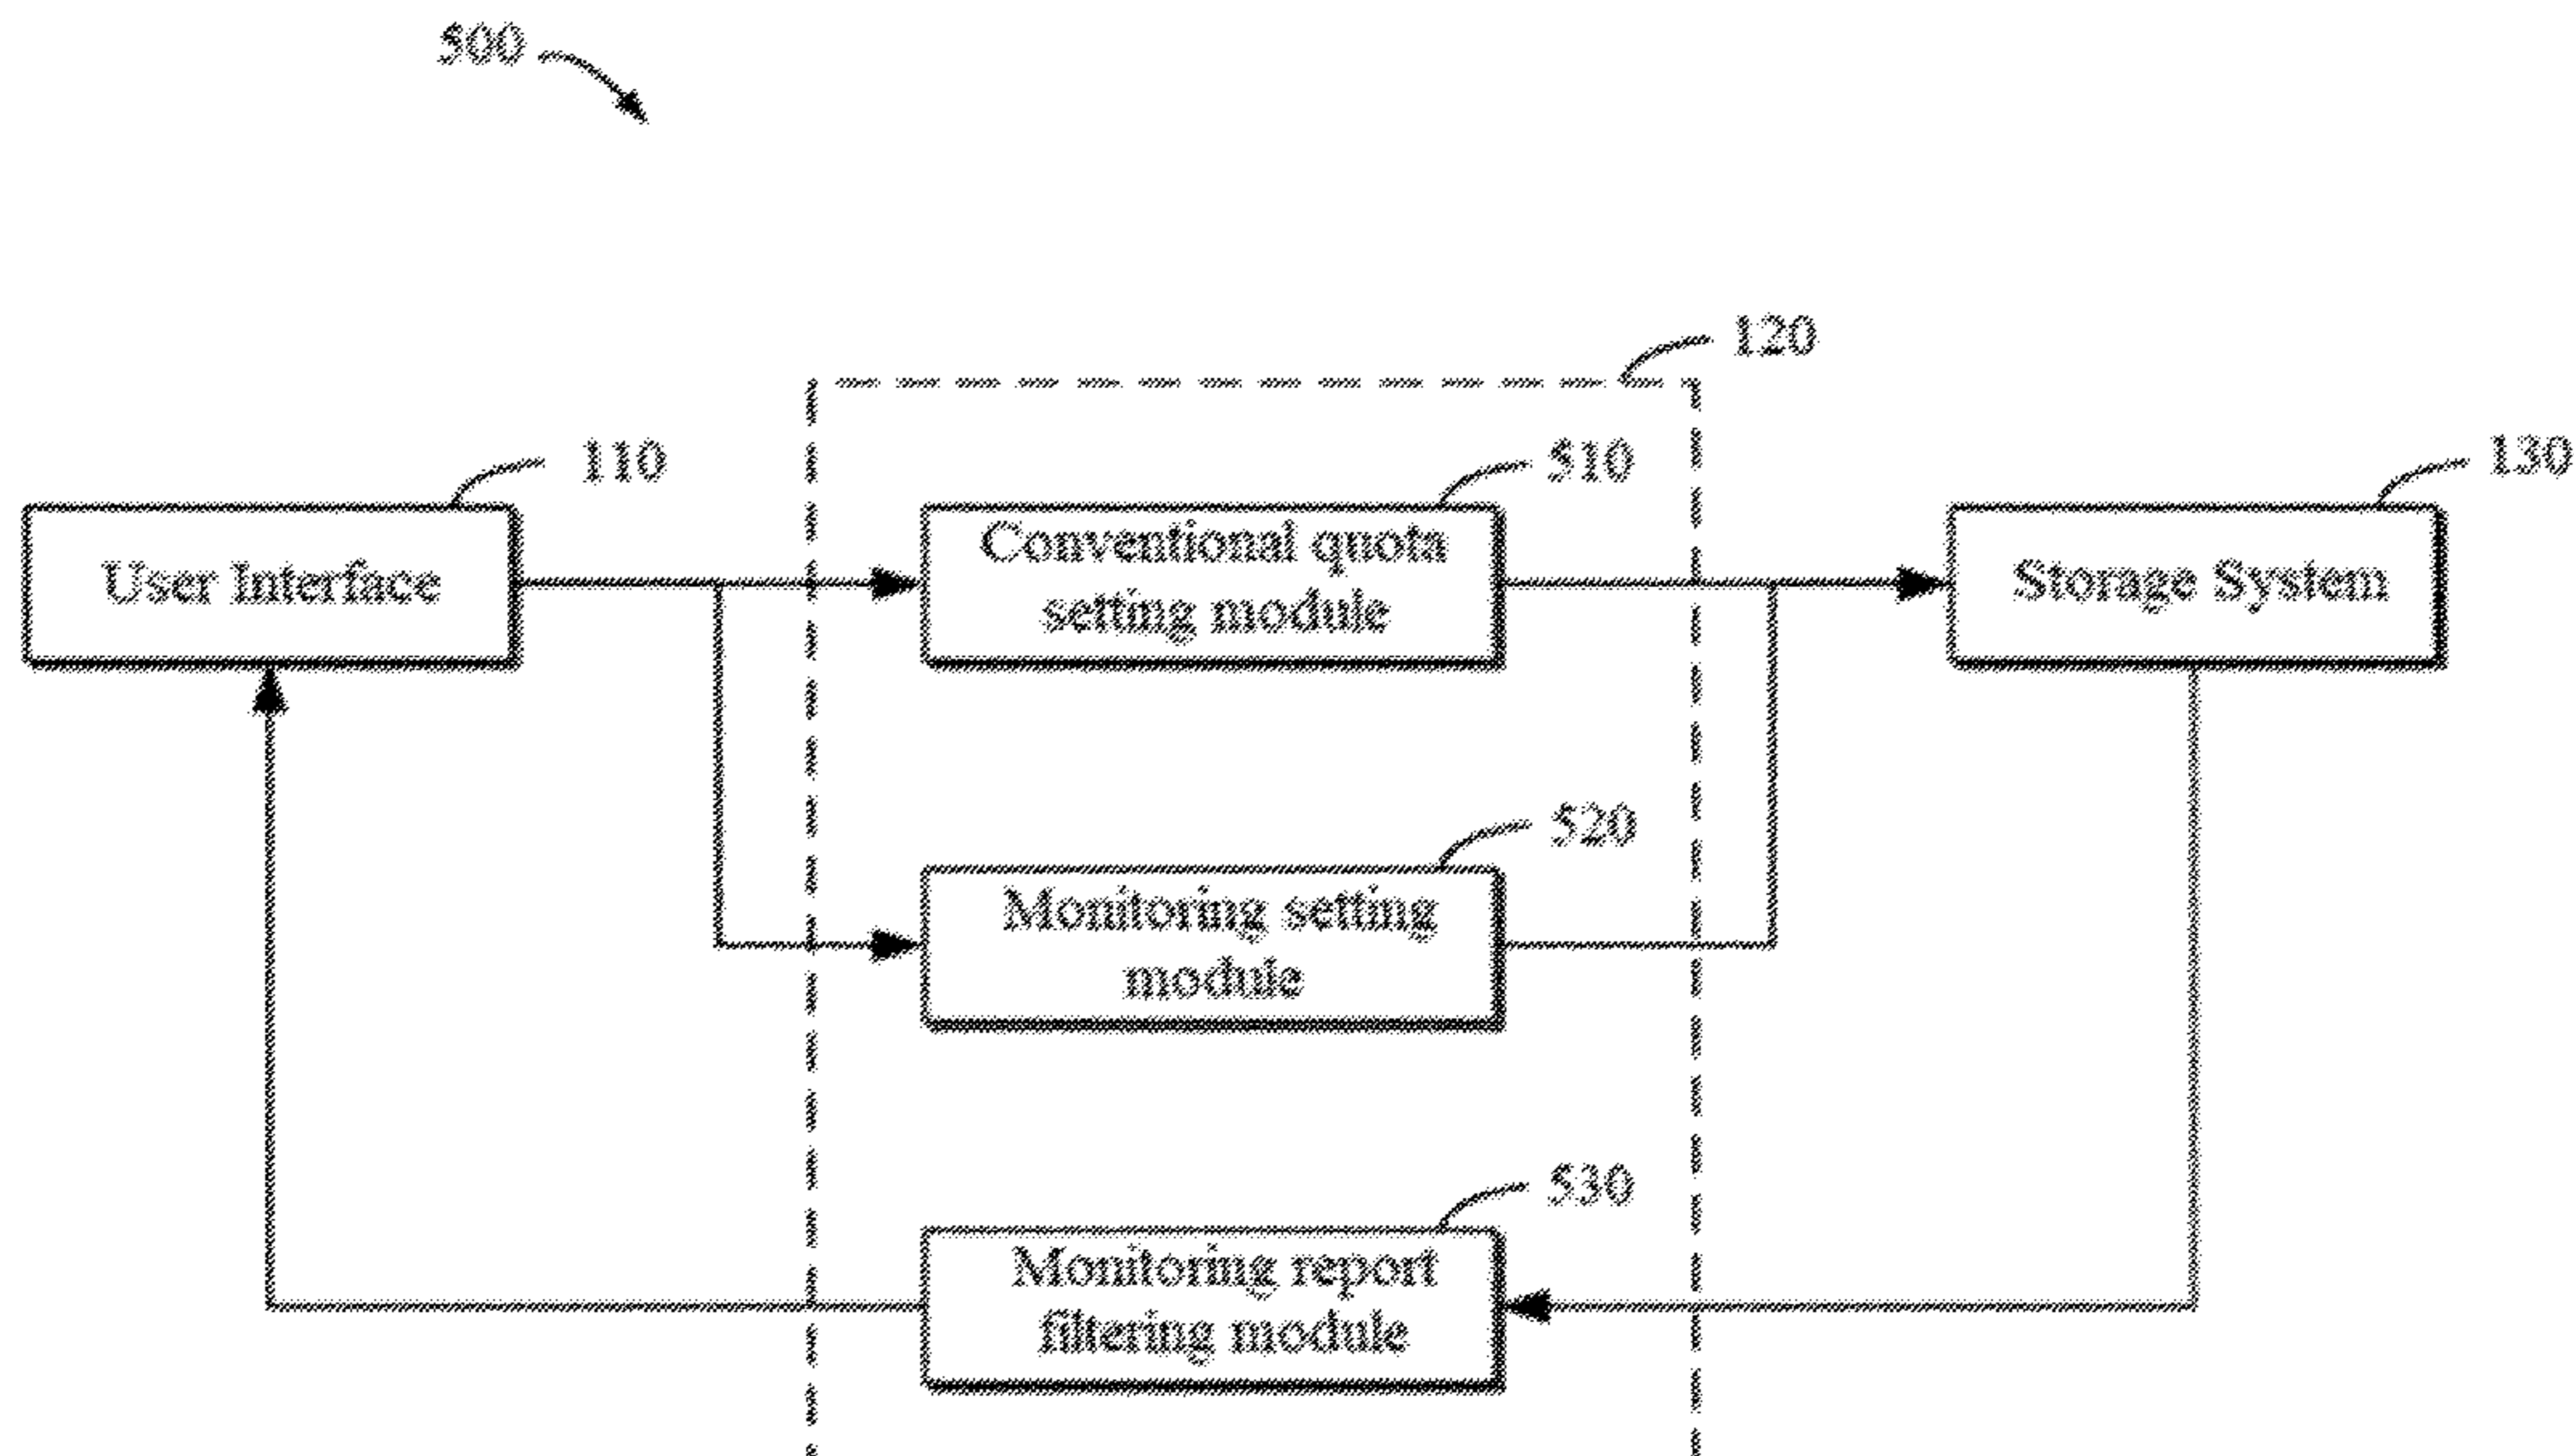 500
120
110
510
130
User Interface
Conventional quota
setting module
Storage System
520
Monitoring setting
module
530
Monitoring report
filtering module